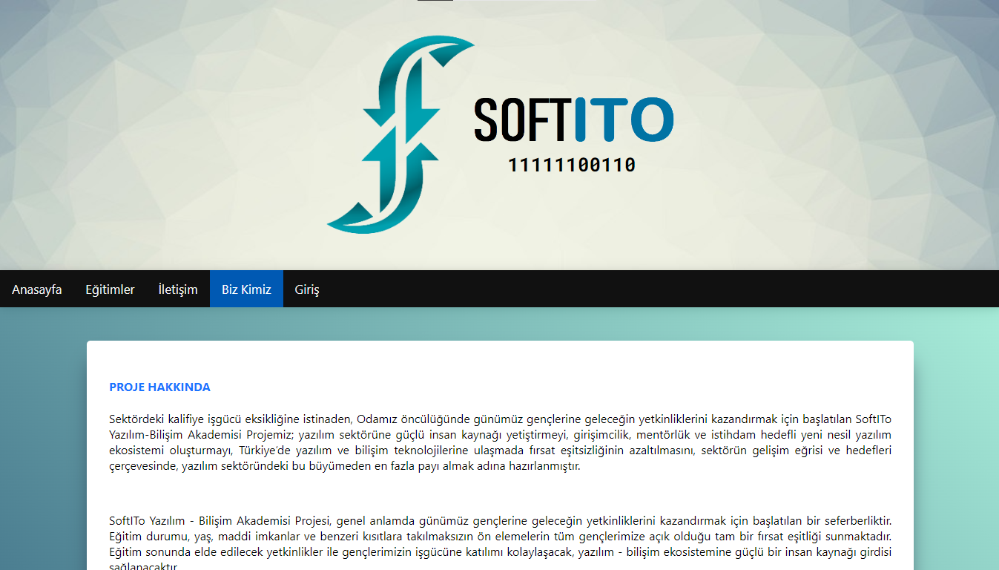 SOFTITO
11111100110
Anasayfa Eğitimler İletişim Biz Kimiz Giriş
PROJE HAKKINDA
Sektördeki kalifiye işgücü eksikliğine istinaden, Odamız öncülüğünde günümüz gençlerine geleceğin yetkinliklerini kazandırmak için başlatılan SoftITo
Yazılım-Bilişim Akademisi Projemiz; yazılım sektörüne güçlü insan kaynağı yetiştirmeyi, girişimcilik, mentörlük ve istihdam hedefli yeni nesil yazılım
ekosistemi oluşturmayı, Türkiye’de yazılım ve bilişim teknolojilerine ulaşmada fırsat eşitsizliğinin azaltılmasını, sektörün gelişim eğrisi ve hedefleri
çerçevesinde, yazılım sektöründeki bu büyümeden en fazla payı almak adına hazırlanmıştır.
SoftITo Yazılım - Bilişim Akademisi Projesi, genel anlamda günümüz gençlerine geleceğin yetkinliklerini kazandırmak için başlatılan bir seferberliktir.
Eğitim durumu, yaş, maddi imkanlar ve benzeri kısıtlara takılmaksızın ön elemelerin tüm gençlerimize açık olduğu tam bir fırsat eşitliği sunmaktadır.
Eğitim sonunda elde edilecek yetkinlikler ile gençlerimizin işgücüne katılımı kolaylaşacak, yazılım - bilişim ekosistemine güçlü bir insan kaynağı girdisi
sağlanacaktır.